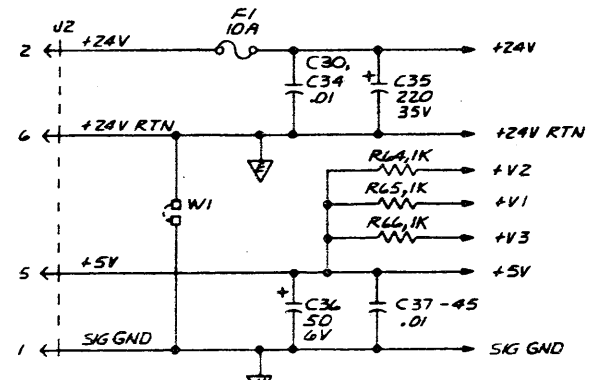 F1
10A
J2
2 +24V +24V
C30,
C34
.01
+ C35
220
35V
6 +24V RTN +24V RTN
E
R64, 1K +V2
W1
R65, 1K +V1
R66, 1K +V3
5 +5V +5V
+ C36
50
6V
C37-45
.01
1 SIG GND SIG GND